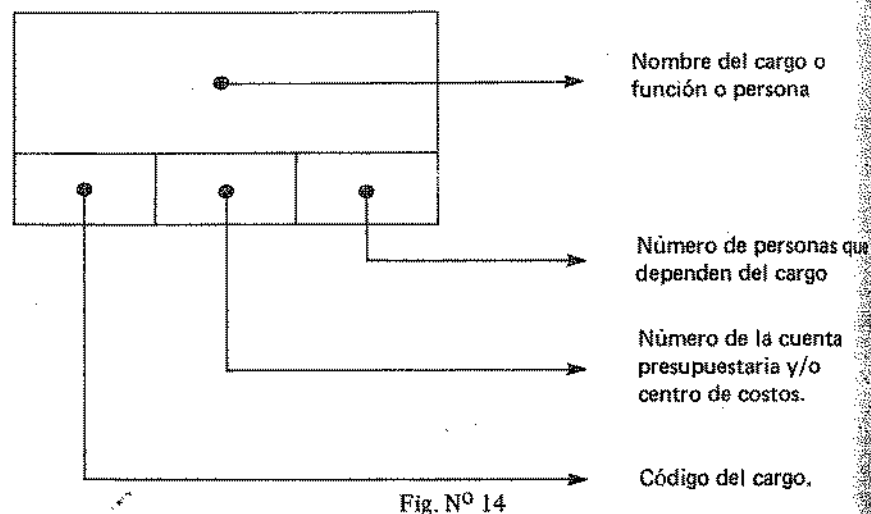 Nombre del cargo o
función o persona
Número de personas que
dependen del cargo
Número de la cuenta
presupuestaria y/o
centro de costos.
Código del cargo.
Fig. Nº 14